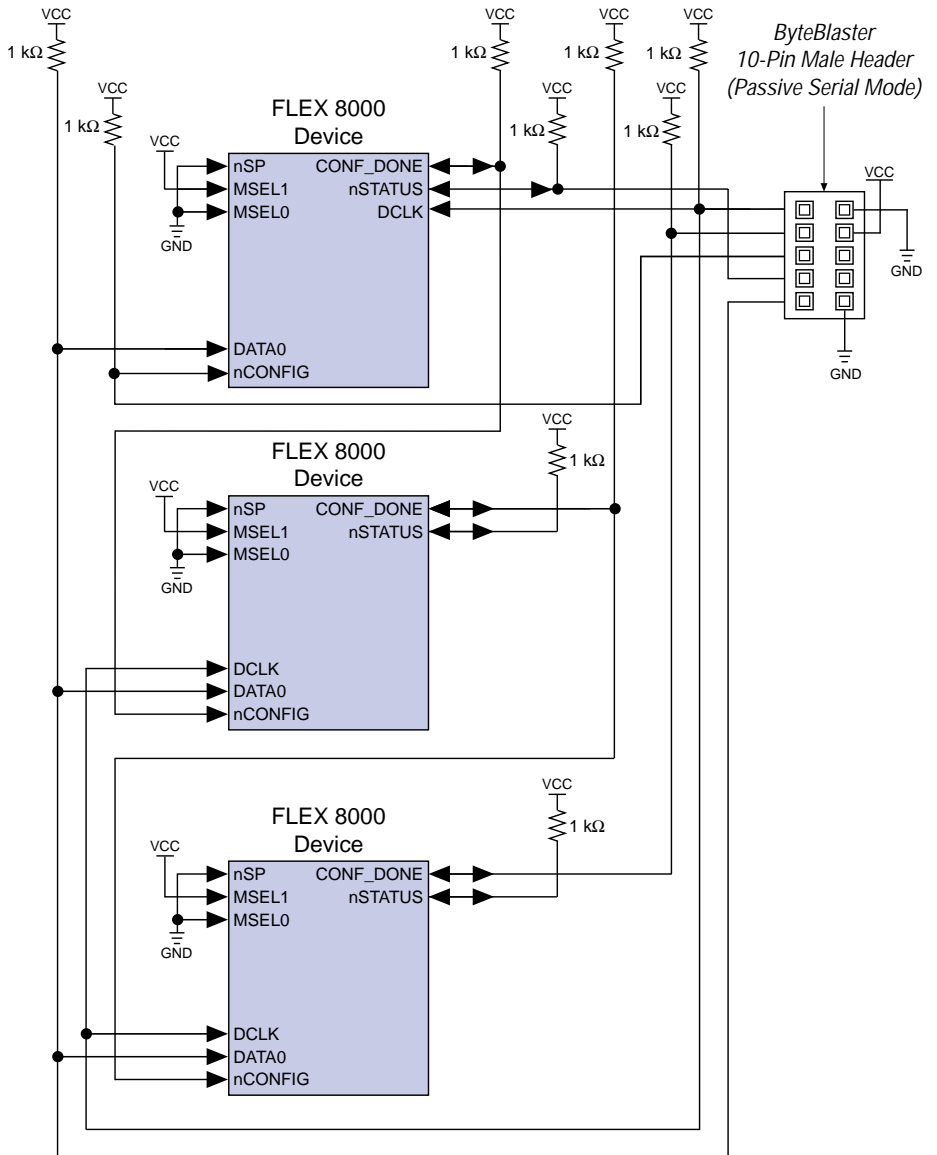 VCC
1 kΩ
VCC
1 kΩ
VCC
1 kΩ
VCC
1 kΩ
VCC
1 kΩ
VCC
1 kΩ
VCC
1 kΩ
ByteBlaster
10-Pin Male Header
(Passive Serial Mode)
VCC
GND
GND
FLEX 8000
Device
VCC
GND
nSP
MSEL1
MSEL0
CONF_DONE
nSTATUS
DCLK
DATA0
nCONFIG
FLEX 8000
Device
VCC
1 kΩ
VCC
GND
nSP
MSEL1
MSEL0
CONF_DONE
nSTATUS
DCLK
DATA0
nCONFIG
FLEX 8000
Device
VCC
1 kΩ
VCC
GND
nSP
MSEL1
MSEL0
CONF_DONE
nSTATUS
DCLK
DATA0
nCONFIG